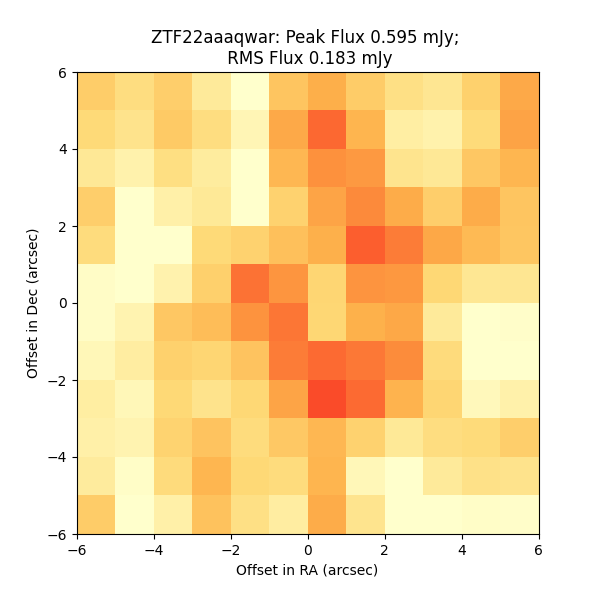 ZTF22aaaqwar: Peak Flux 0.595 mJy;
RMS Flux 0.183 mJy
6
4
2
0
−2
−4
−6
Offset in Dec (arcsec)
−6 −4 −2 0 2 4 6
Offset in RA (arcsec)